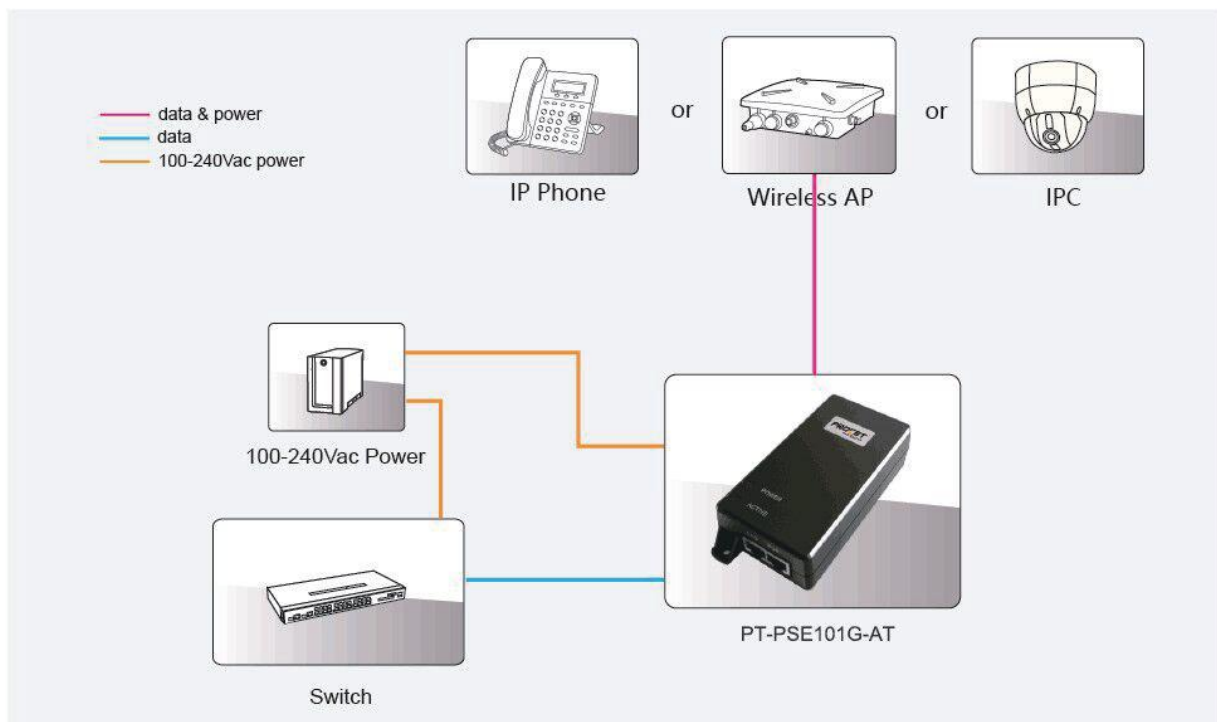 data & power
data
100-240Vac power
or
or
IP Phone
Wireless AP
IPC
100-240Vac Power
POWER
ACTIVE
PT-PSE101G-AT
Switch